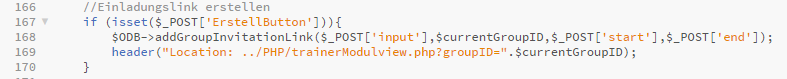 166 //Einladungslink erstellen
167 if (isset($_POST['ErstellButton'])){
168 $ODB->addGroupInvitationLink($_POST['input'],$currentGroupID,$_POST['start'],$_POST['end']);
169 header("Location: ../PHP/trainerModulview.php?groupID=".$currentGroupID);
170 }